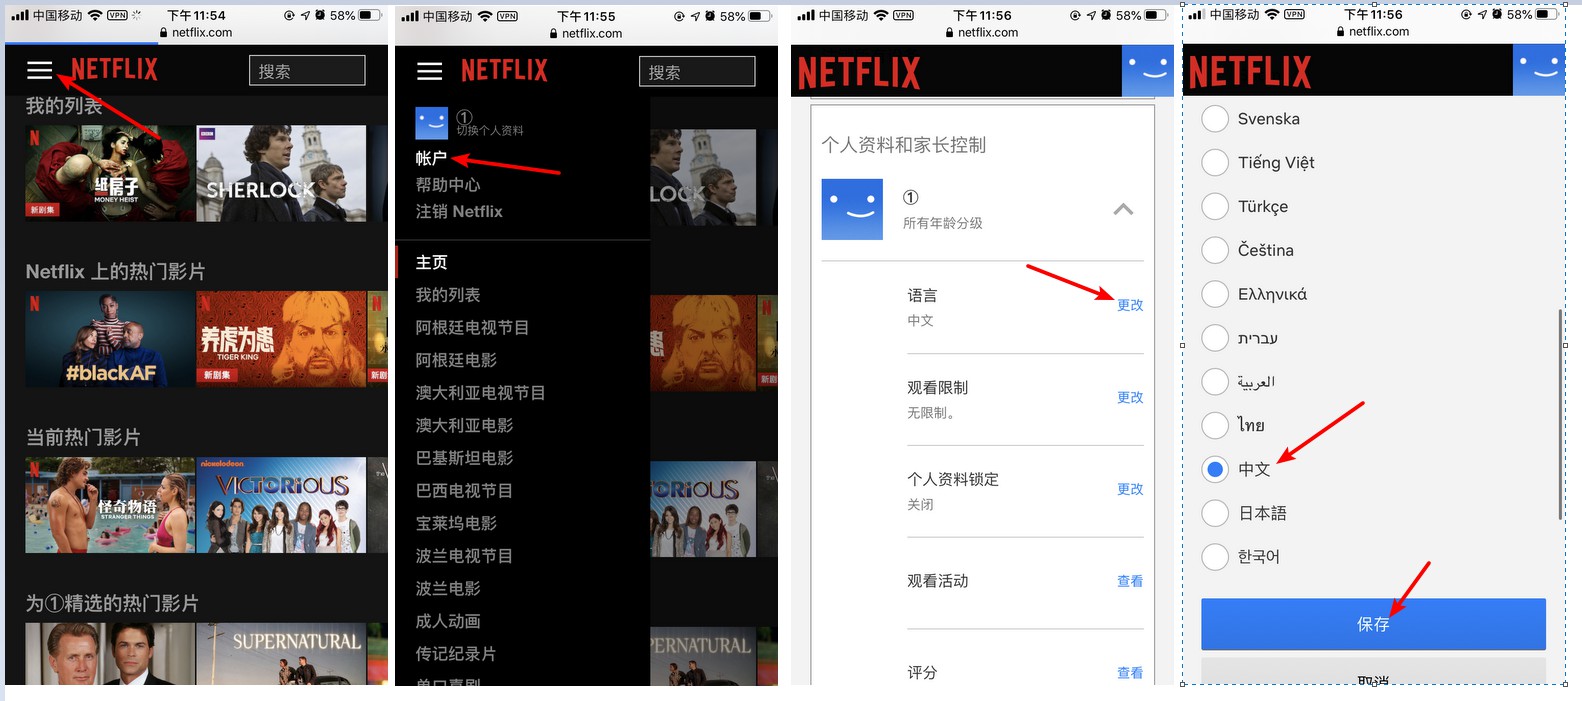 中国移动 VPN 下午11:54 58%
netflix.com
NETFLIX 搜索
我的列表
N
纸房子
MONEY HEIST
新剧集
BBC
SHERLOCK
Netflix 上的热门影片
N
#blackAF
N
养虎为患
TIGER KING
新剧集
新剧
当前热门影片
N
怪奇物语
STRANGER THINGS
nickelodeon
VICTORiOUS
为①精选的热门影片
SUPERNATURAL
中国移动 VPN 下午11:55 58%
netflix.com
NETFLIX 搜索
①
切换个人资料
帐户
帮助中心
注销 Netflix
主页
我的列表
阿根廷电视节目
阿根廷电影
澳大利亚电视节目
澳大利亚电影
巴基斯坦电影
巴西电视节目
宝莱坞电影
波兰电视节目
波兰电影
成人动画
传记纪录片
单口喜剧
LOCK
患
新剧
RiOUS
NATURAL
中国移动 VPN 下午11:56 58%
netflix.com
NETFLIX
个人资料和家长控制
①
所有年龄分级
语言
中文
更改
观看限制
无限制。
更改
个人资料锁定
关闭
更改
观看活动
查看
评分
查看
中国移动 VPN 下午11:56 58%
netflix.com
NETFLIX
Svenska
Tiếng Việt
Türkçe
Čeština
Ελληνικά
עברית
العربية
ไทย
中文
日本語
한국어
保存
取消